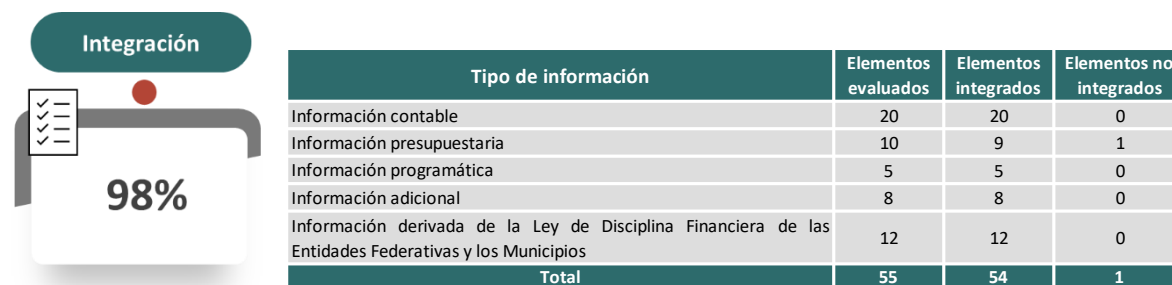 Integración
98%
Tipo de información Elementos evaluados Elementos integrados Elementos no integrados
Información contable 20 20 0
Información presupuestaria 10 9 1
Información programática 5 5 0
Información adicional 8 8 0
Información derivada de la Ley de Disciplina Financiera de las
Entidades Federativas y los Municipios 12 12 0
Total 55 54 1